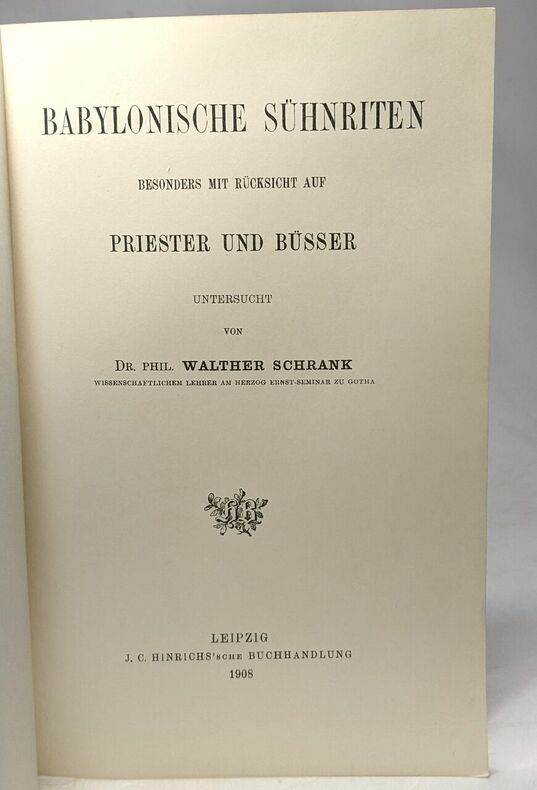 BABYLONISCHE SÜHNRITEN
BESONDERS MIT RÜCKSICHT AUF
PRIESTER UND BÜSSER
UNTERSUCHT
VON
DR. PHIL. WALTHER SCHRANK
WISSENSCHAFTLICHEM LEHRER AM HERZOG ERNST-SEMINAR ZU GOTHA
LEIPZIG
J. C. HINRICHS'SCHE BUCHHANDLUNG
1908